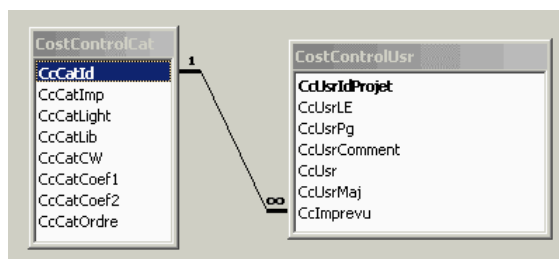 CostControlCat
CcCatId
CcCatImp
CcCatLight
CcCatLib
CcCatCW
CcCatCoef1
CcCatCoef2
CcCatOrdre
1
∞
CostControlUsr
CcUsrIdProjet
CcUsrLE
CcUsrPg
CcUsrComment
CcUsr
CcUsrMaj
CcImprevu